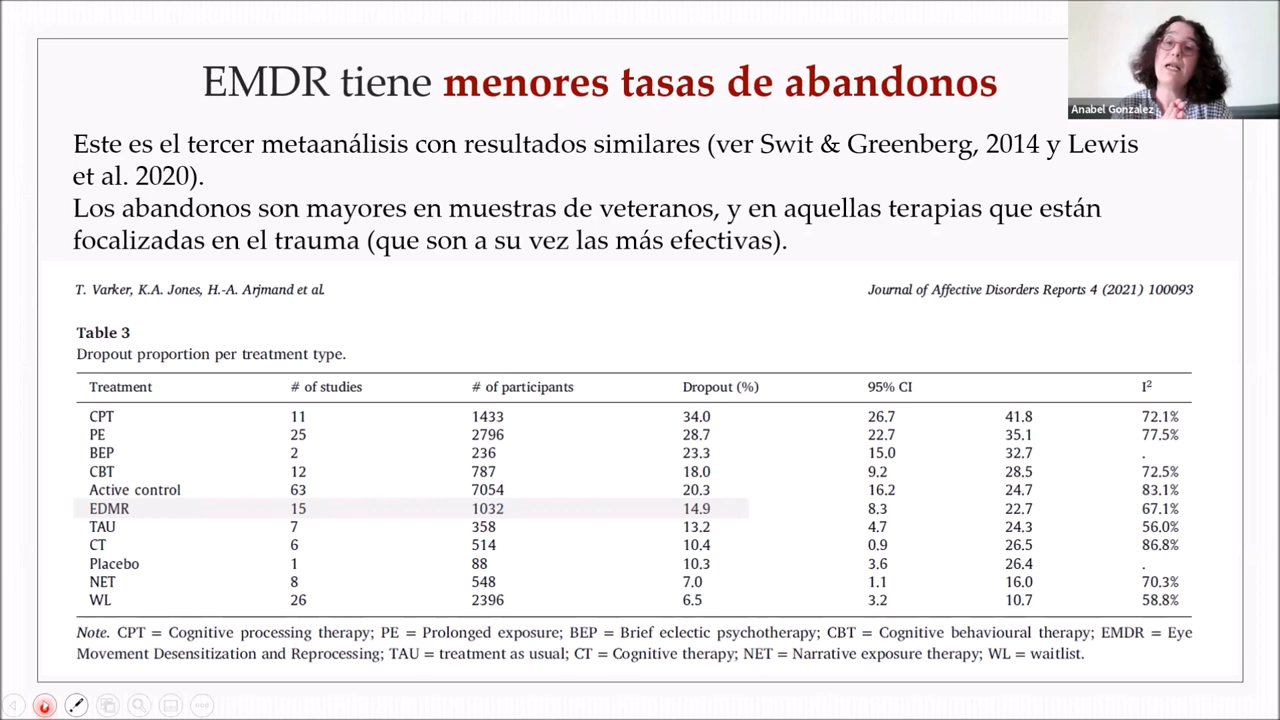 EMDR tiene menores tasas de abandonos
Anabel Gonzalez
Este es el tercer metaanálisis con resultados similares (ver Swit & Greenberg, 2014 y Lewis
et al. 2020).
Los abandonos son mayores en muestras de veteranos, y en aquellas terapias que están
focalizadas en el trauma (que son a su vez las más efectivas).
T. Varker, K.A. Jones, H.-A. Arjmand et al. Journal of Affective Disorders Reports 4 (2021) 100093
Table 3
Dropout proportion per treatment type.
Treatment # of studies # of participants Dropout (%) 95% CI I²
CPT 11 1433 34.0 26.7 41.8 72.1%
PE 25 2796 28.7 22.7 35.1 77.5%
BEP 2 236 23.3 15.0 32.7 .
CBT 12 787 18.0 9.2 28.5 72.5%
Active control 63 7054 20.3 16.2 24.7 83.1%
EDMR 15 1032 14.9 8.3 22.7 67.1%
TAU 7 358 13.2 4.7 24.3 56.0%
CT 6 514 10.4 0.9 26.5 86.8%
Placebo 1 88 10.3 3.6 26.4 .
NET 8 548 7.0 1.1 16.0 70.3%
WL 26 2396 6.5 3.2 10.7 58.8%
Note. CPT = Cognitive processing therapy; PE = Prolonged exposure; BEP = Brief eclectic psychotherapy; CBT = Cognitive behavioural therapy; EMDR = Eye
Movement Desensitization and Reprocessing; TAU = treatment as usual; CT = Cognitive therapy; NET = Narrative exposure therapy; WL = waitlist.